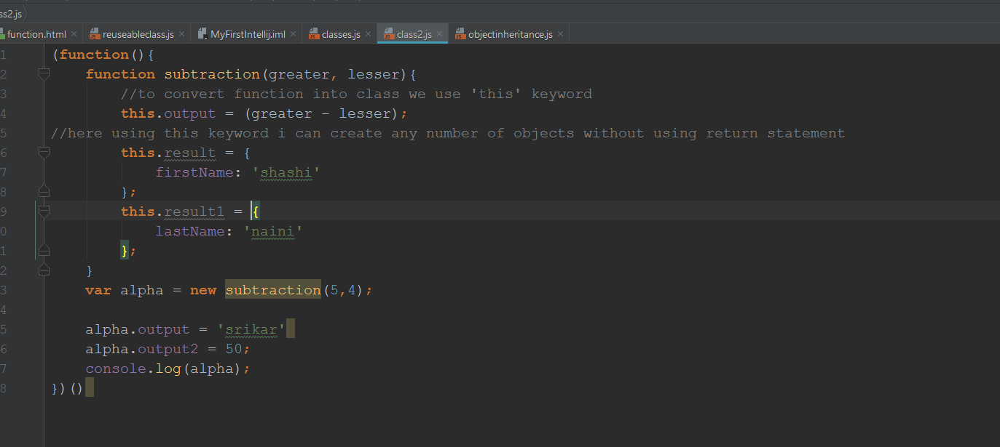 ss2.js
function.html × reuseableclass.js × MyFirstIntellij.iml × classes.js × class2.js × objectinheritance.js ×
1 (function(){
2 function subtraction(greater, lesser){
3 //to convert function into class we use 'this' keyword
4 this.output = (greater - lesser);
5 //here using this keyword i can create any number of objects without using return statement
6 this.result = {
7 firstName: 'shashi'
8 };
9 this.result1 = {
0 lastName: 'naini'
1 };
2 }
3 var alpha = new subtraction(5,4);
4
5 alpha.output = 'srikar'
6 alpha.output2 = 50;
7 console.log(alpha);
8 })()